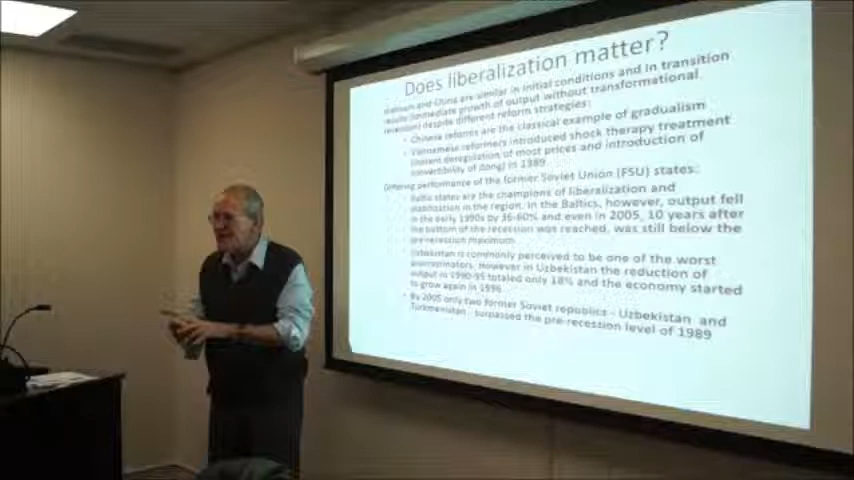 Does liberalization matter?
Vietnam and China are similar in initial conditions and in transition
results (immediate growth of output without transformational
recession) despite different reform strategies:
• Chinese reforms are the classical example of gradualism
• Vietnamese reformers introduced shock therapy treatment
(instant deregulation of most prices and introduction of
convertibility of dong) in 1989.
Differing performance of the former Soviet Union (FSU) states:
• Baltic states are the champions of liberalization and
stabilization in the region. In the Baltics, however, output fell
in the early 1990s by 36-60% and even in 2005, 10 years after
the bottom of the recession was reached, was still below the
pre-recession maximum.
• Uzbekistan is commonly perceived to be one of the worst
procrastinators. However in Uzbekistan the reduction of
output in 1990-95 totaled only 18% and the economy started
to grow again in 1996
• By 2005 only two former Soviet republics - Uzbekistan and
Turkmenistan - surpassed the pre-recession level of 1989